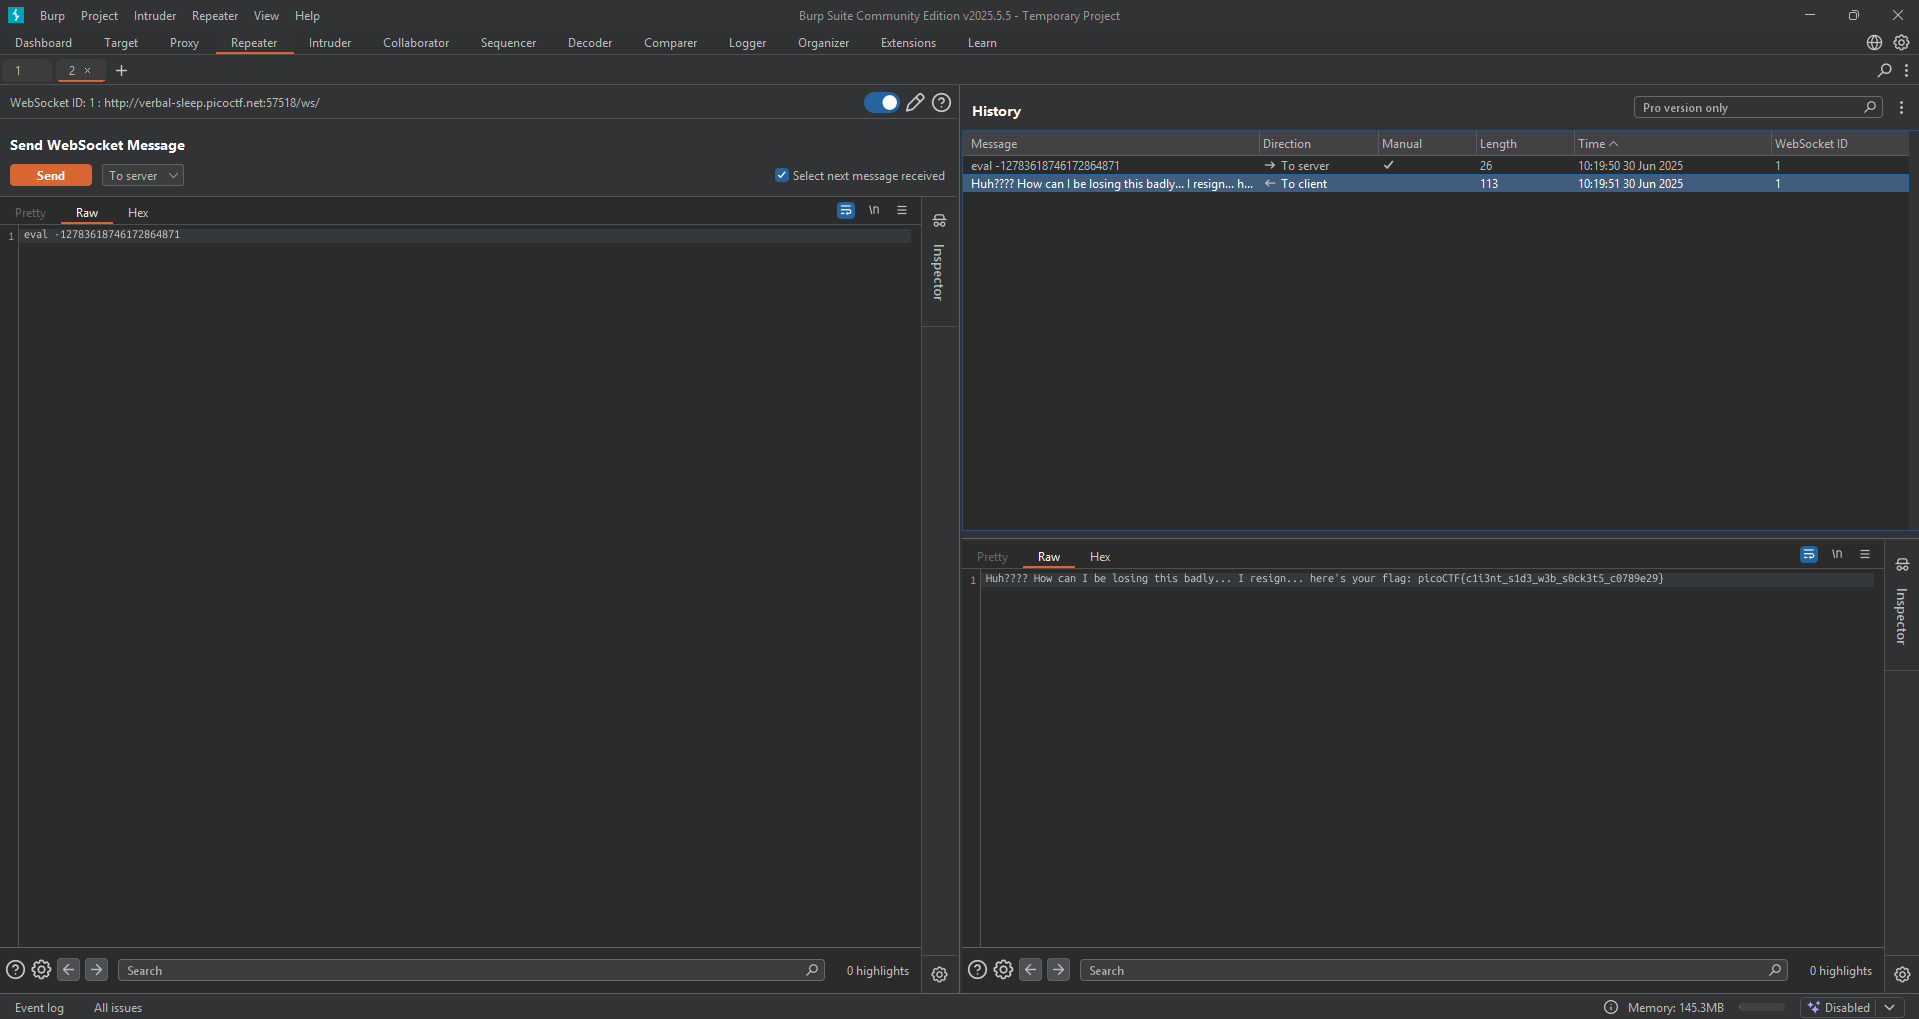 Burp Project Intruder Repeater View Help
Burp Suite Community Edition v2025.5.5 - Temporary Project
Dashboard Target Proxy Repeater Intruder Collaborator Sequencer Decoder Comparer Logger Organizer Extensions Learn
1 2 × +
WebSocket ID: 1 : http://verbal-sleep.picoctf.net:57518/ws/
Send WebSocket Message
Send To server
Select next message received
Pretty Raw Hex
\n
1 eval -12783618746172864871
Inspector
Search
0 highlights
History
Pro version only
Message Direction Manual Length Time WebSocket ID
eval -12783618746172864871 → To server ✓ 26 10:19:50 30 Jun 2025 1
Huh???? How can I be losing this badly... I resign... h... ← To client 113 10:19:51 30 Jun 2025 1
Pretty Raw Hex
\n
1 Huh???? How can I be losing this badly... I resign... here's your flag: picoCTF{c1i3nt_s1d3_w3b_s0ck3t5_c0789e29}
Inspector
Search
0 highlights
Event log All issues
Memory: 145.3MB
Disabled